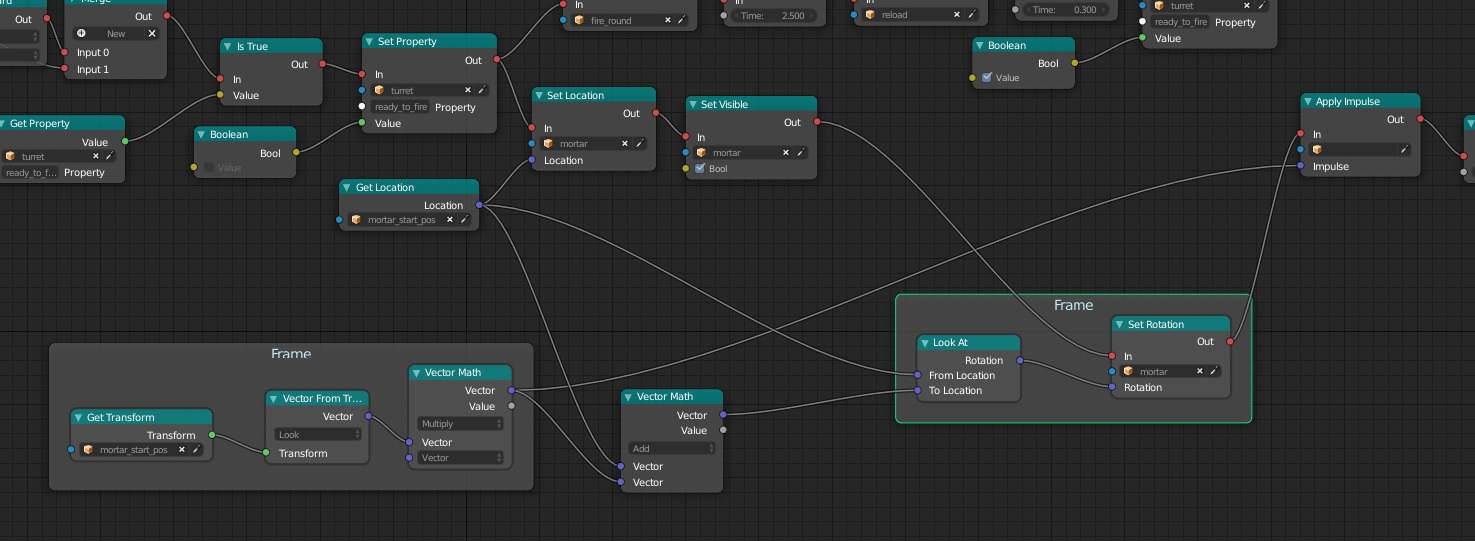 Out
Merge
Out
New
Input 0
Input 1
Is True
Out
In
Value
Set Property
Out
In
turret
ready_to_fire Property
Value
In
fire_round
In
Time: 2.500
In
reload
Time: 0.300
turret
ready_to_fire Property
Value
Boolean
Bool
Value
Get Property
Value
turret
ready_to_f... Property
Boolean
Bool
Value
Set Location
Out
In
mortar
Location
Set Visible
Out
In
mortar
Bool
Apply Impulse
Out
In
Impulse
Get Location
Location
mortar_start_pos
Frame
Get Transform
Transform
mortar_start_pos
Vector From Tr...
Vector
Look
Transform
Vector Math
Vector
Value
Multiply
Vector
Vector
Vector Math
Vector
Value
Add
Vector
Vector
Frame
Look At
Rotation
From Location
To Location
Set Rotation
Out
In
mortar
Rotation